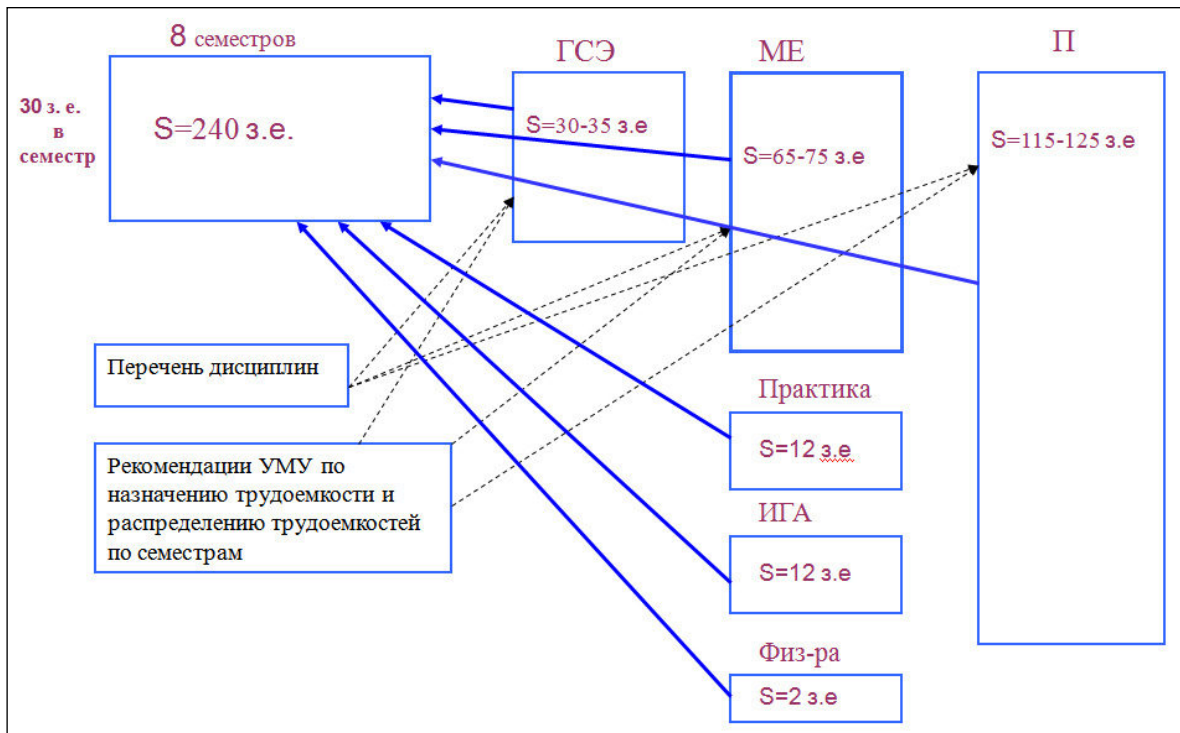 8 семестров
ГСЭ
МЕ
П
30 з. е.
в
семестр
S=240 з.е.
S=30-35 з.е
S=65-75 з.е
S=115-125 з.е
Перечень дисциплин
Рекомендации УМУ по
назначению трудоемкости и
распределению трудоемкостей
по семестрам
Практика
S=12 з.е
ИГА
S=12 з.е
Физ-ра
S=2 з.е